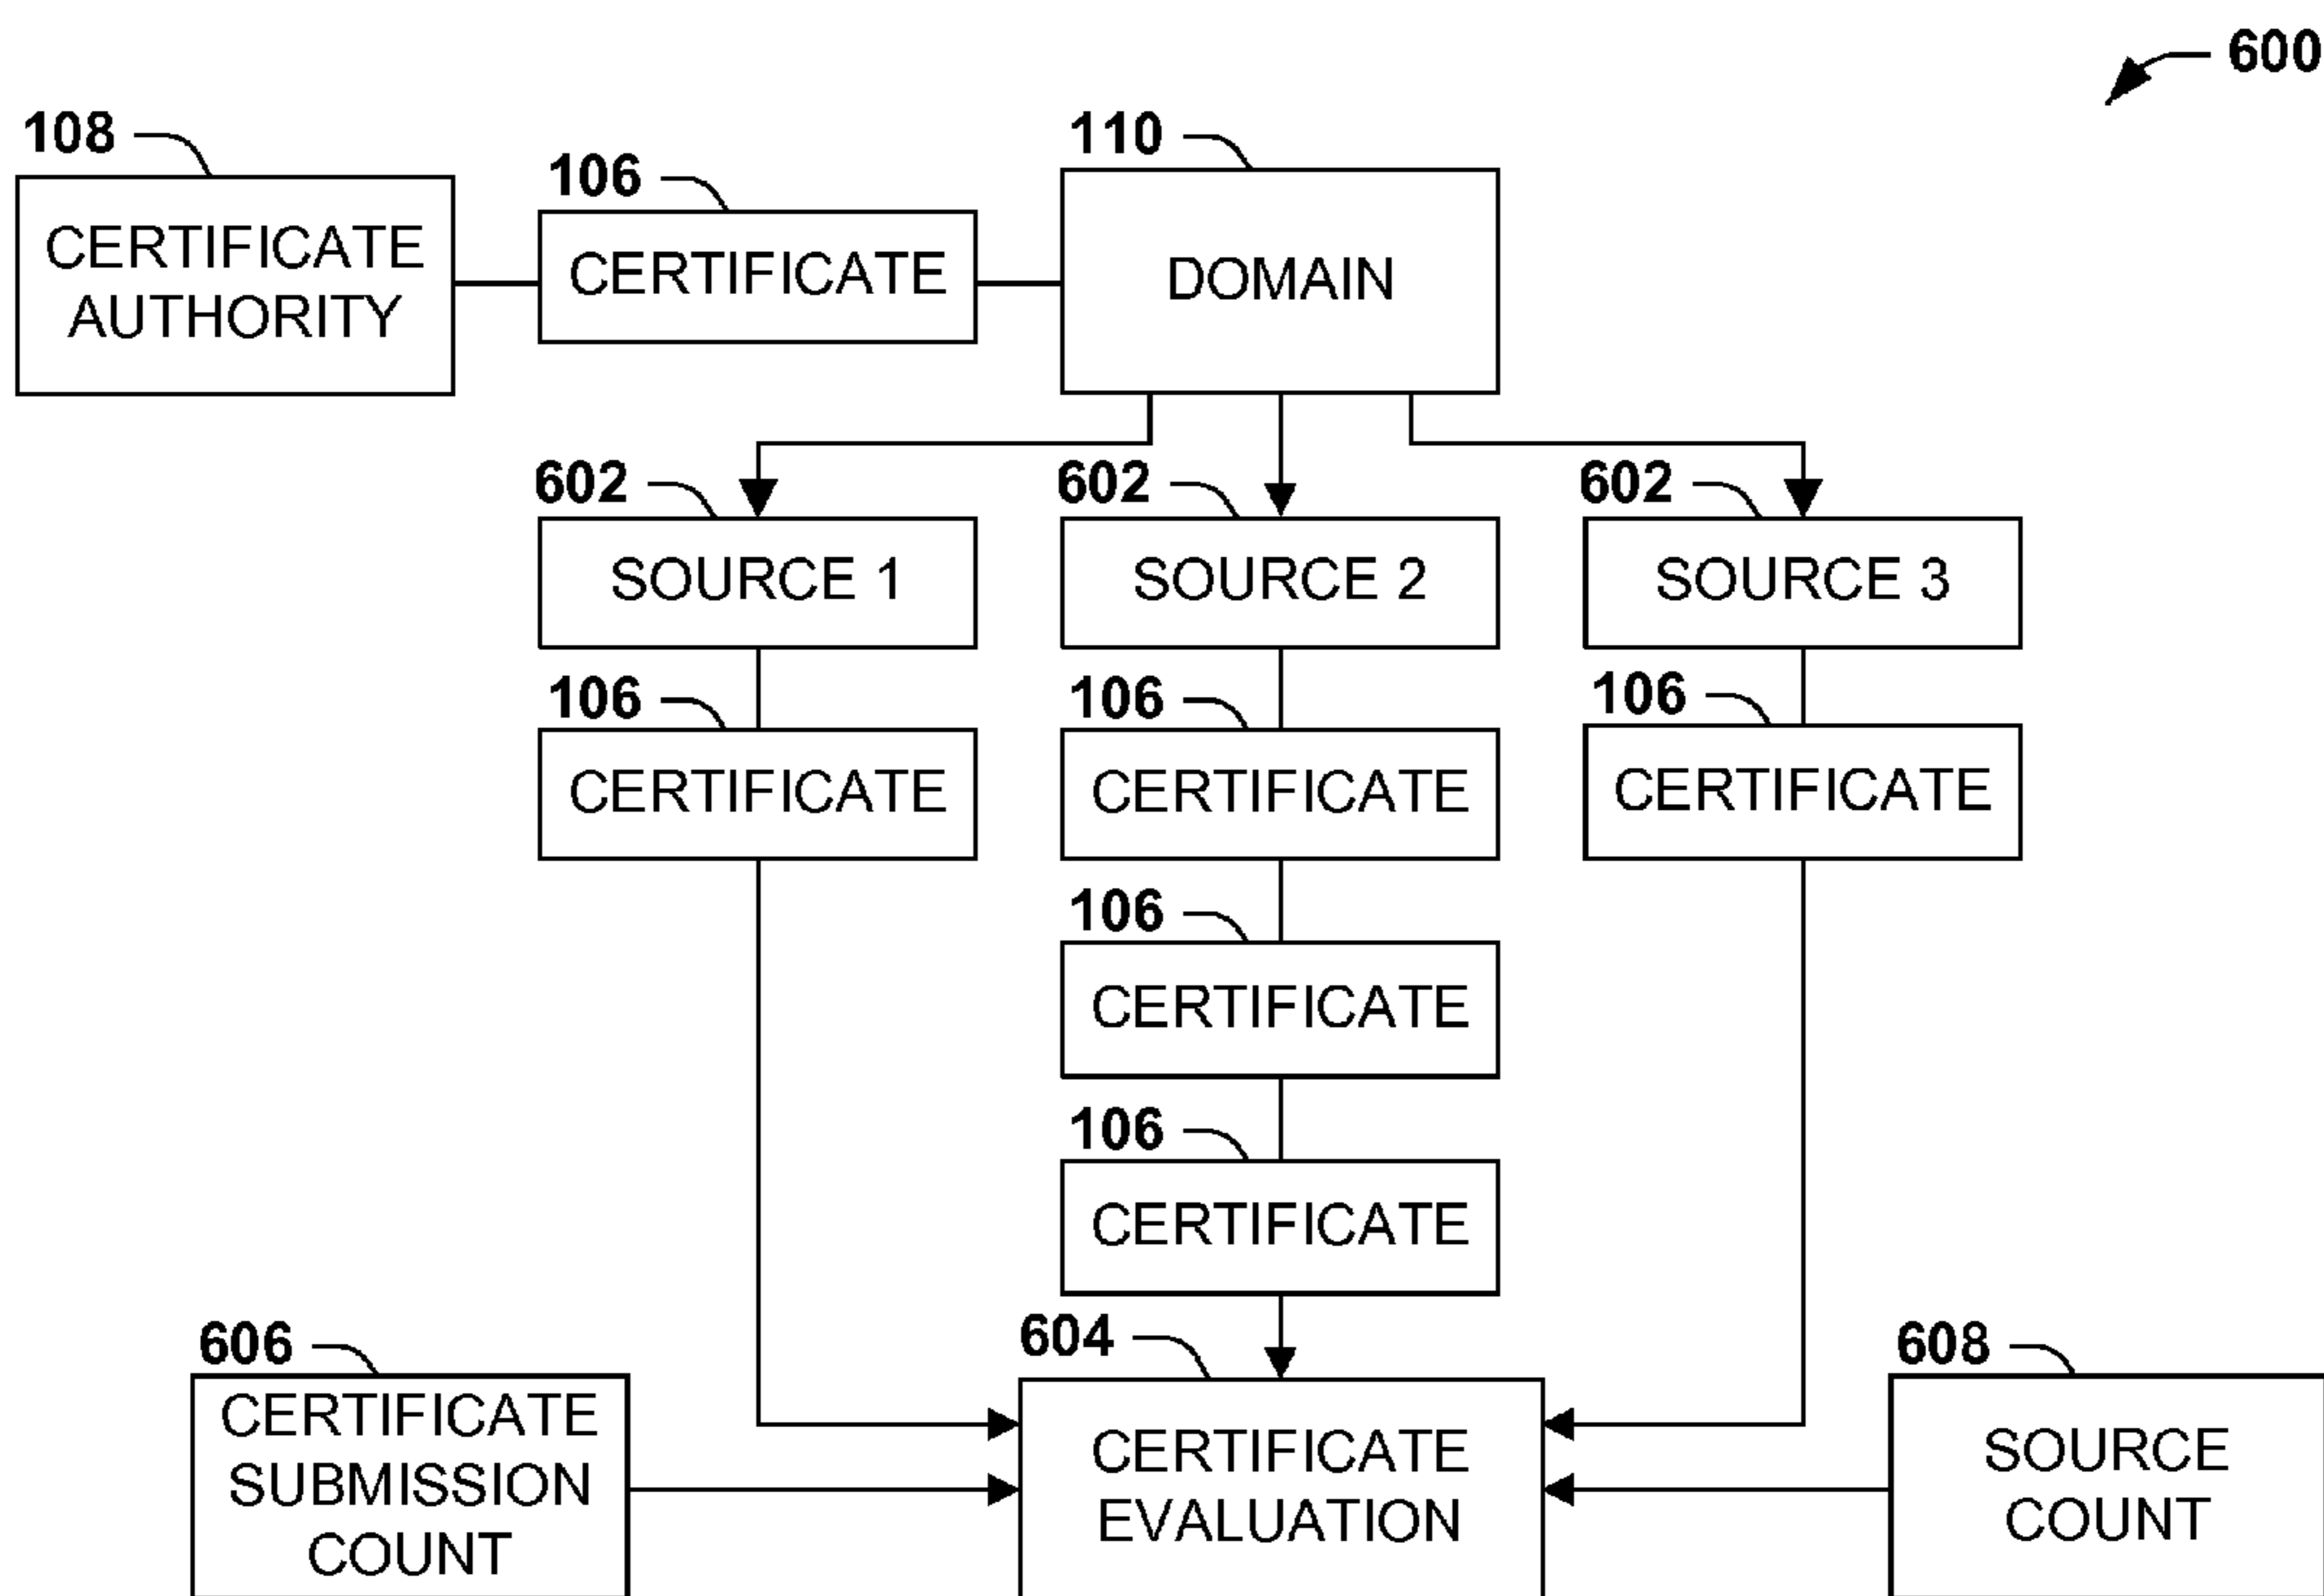 600
108
CERTIFICATE
AUTHORITY
106
CERTIFICATE
110
DOMAIN
602
SOURCE 1
602
SOURCE 2
602
SOURCE 3
106
CERTIFICATE
106
CERTIFICATE
106
CERTIFICATE
106
CERTIFICATE
106
CERTIFICATE
606
CERTIFICATE
SUBMISSION
COUNT
604
CERTIFICATE
EVALUATION
608
SOURCE
COUNT